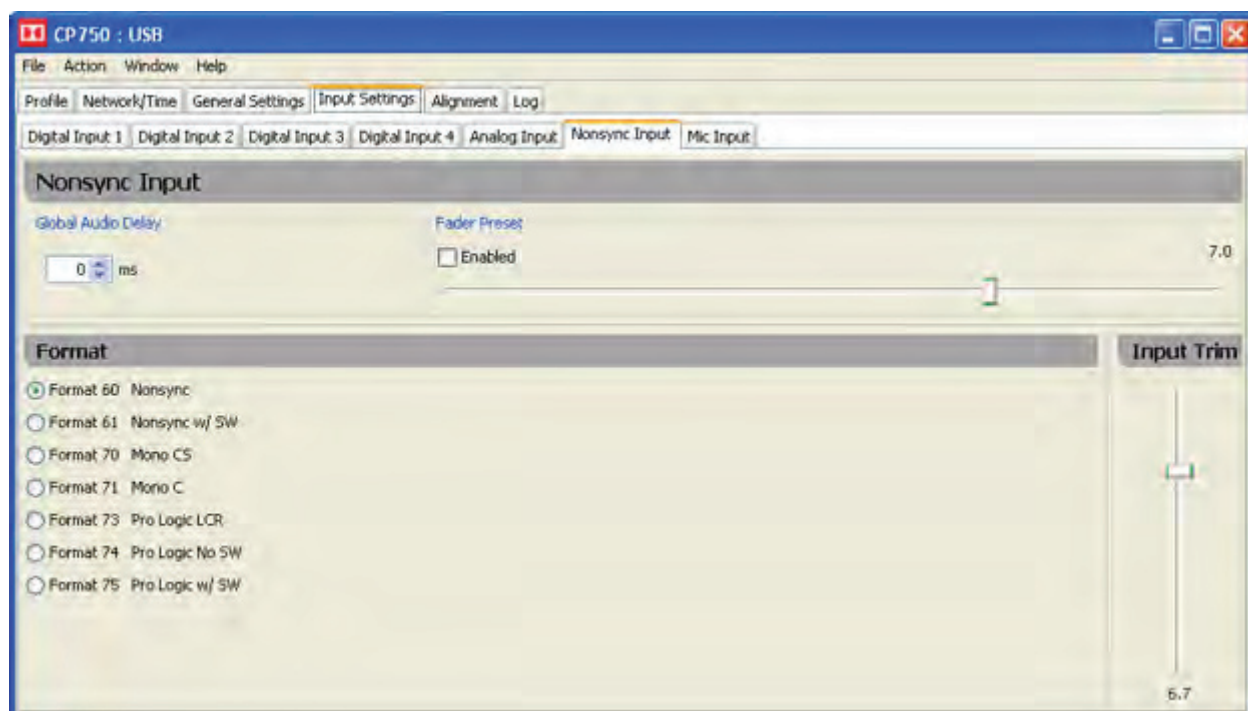 CP750 : USB
File Action Window Help
Profile Network/Time General Settings Input Settings Alignment Log
Digital Input 1 Digital Input 2 Digital Input 3 Digital Input 4 Analog Input Nonsync Input Mic Input
Nonsync Input
Global Audio Delay Fader Preset
Enabled 7.0
0 ms
Format Input Trim
Format 60 Nonsync
Format 61 Nonsync w/ SW
Format 70 Mono CS
Format 71 Mono C
Format 73 Pro Logic LCR
Format 74 Pro Logic No SW
Format 75 Pro Logic w/ SW
6.7